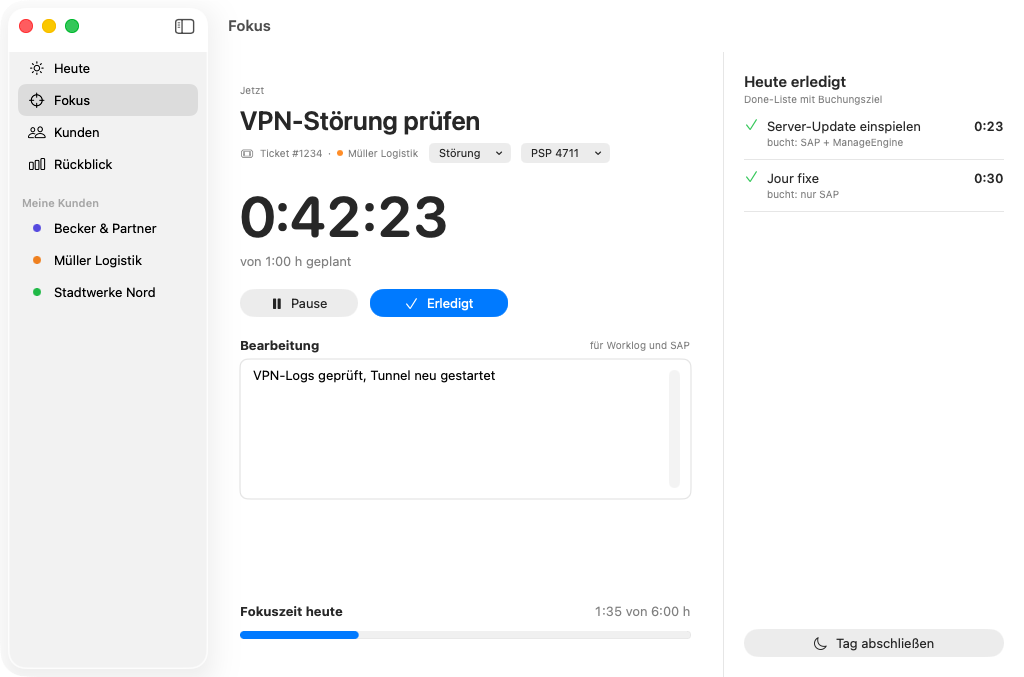 Fokus
Heute
Fokus
Kunden
Rückblick
Meine Kunden
Becker & Partner
Müller Logistik
Stadtwerke Nord
Jetzt
VPN-Störung prüfen
Ticket #1234 · Müller Logistik Störung PSP 4711
0:42:23
von 1:00 h geplant
Pause Erledigt
Bearbeitung für Worklog und SAP
VPN-Logs geprüft, Tunnel neu gestartet
Fokuszeit heute 1:35 von 6:00 h
Heute erledigt
Done-Liste mit Buchungsziel
Server-Update einspielen 0:23
bucht: SAP + ManageEngine
Jour fixe 0:30
bucht: nur SAP
Tag abschließen